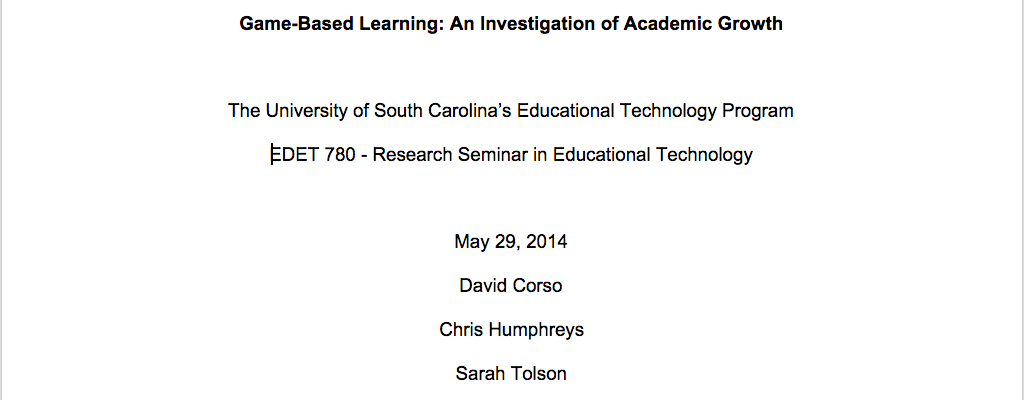 Game-Based Learning: An Investigation of Academic Growth
The University of South Carolina’s Educational Technology Program
EDET 780 - Research Seminar in Educational Technology
May 29, 2014
David Corso
Chris Humphreys
Sarah Tolson